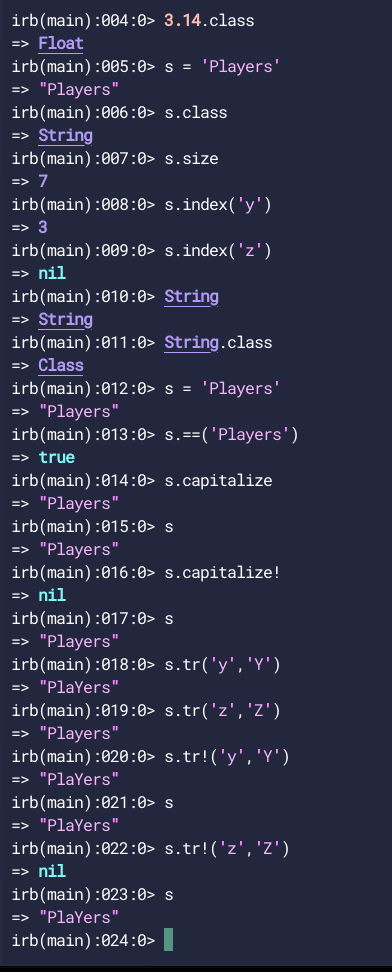 irb(main):004:0> 3.14.class
=> Float
irb(main):005:0> s = 'Players'
=> "Players"
irb(main):006:0> s.class
=> String
irb(main):007:0> s.size
=> 7
irb(main):008:0> s.index('y')
=> 3
irb(main):009:0> s.index('z')
=> nil
irb(main):010:0> String
=> String
irb(main):011:0> String.class
=> Class
irb(main):012:0> s = 'Players'
=> "Players"
irb(main):013:0> s.==('Players')
=> true
irb(main):014:0> s.capitalize
=> "Players"
irb(main):015:0> s
=> "Players"
irb(main):016:0> s.capitalize!
=> nil
irb(main):017:0> s
=> "Players"
irb(main):018:0> s.tr('y','Y')
=> "PlaYers"
irb(main):019:0> s.tr('z','Z')
=> "Players"
irb(main):020:0> s.tr!('y','Y')
=> "PlaYers"
irb(main):021:0> s
=> "PlaYers"
irb(main):022:0> s.tr!('z','Z')
=> nil
irb(main):023:0> s
=> "PlaYers"
irb(main):024:0>